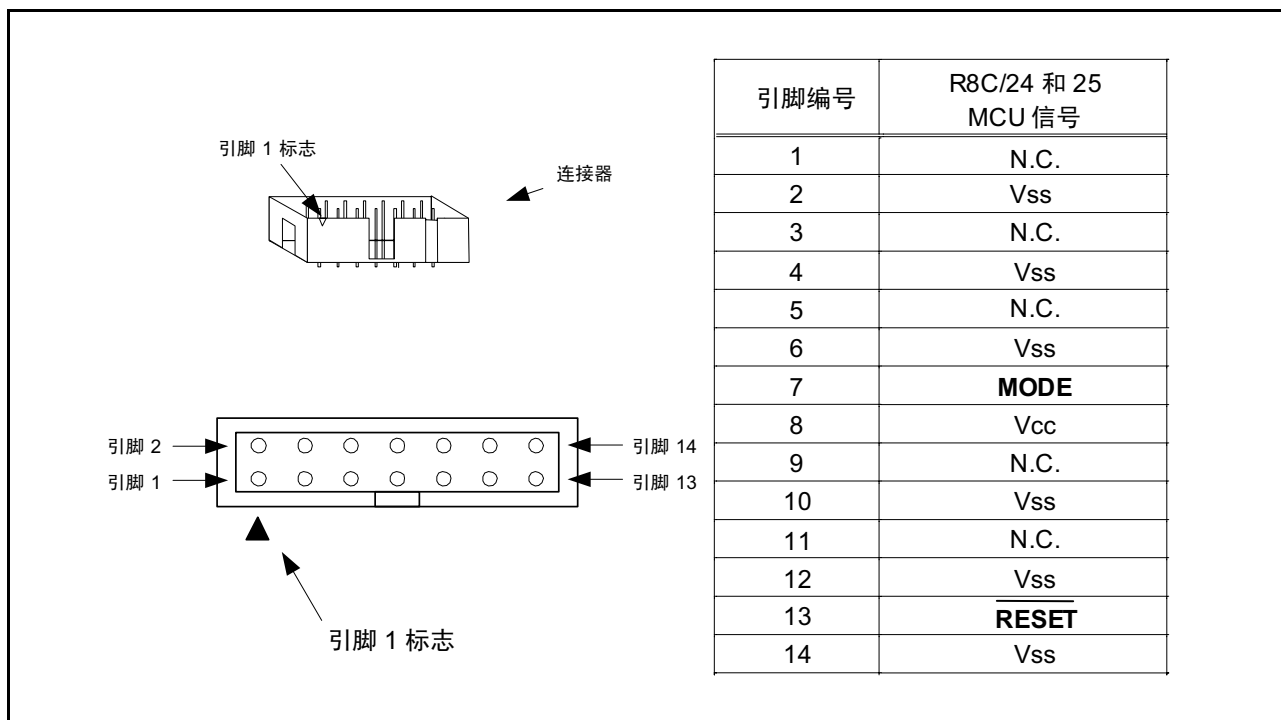 引脚 1 标志
连接器
引脚 2
引脚 14
引脚 1
引脚 13
引脚 1 标志
引脚编号 R8C/24 和 25 MCU 信号
1 N.C.
2 Vss
3 N.C.
4 Vss
5 N.C.
6 Vss
7 MODE
8 Vcc
9 N.C.
10 Vss
11 N.C.
12 Vss
13 RESET
14 Vss